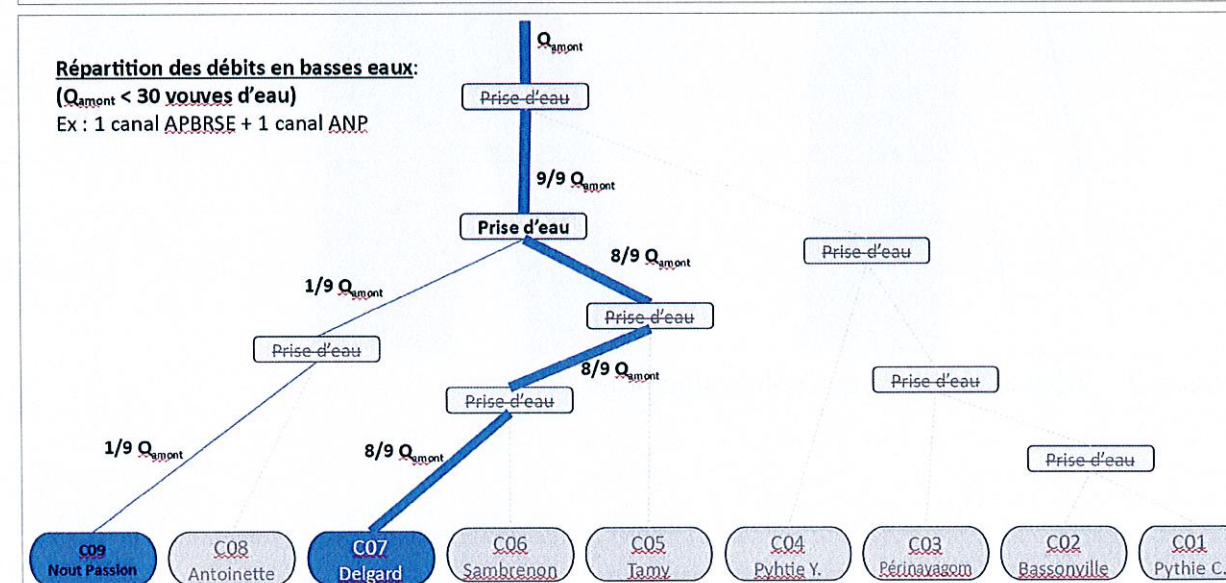 Q amont
Répartition des débits en basses eaux:
(Qamont < 30 vouves d'eau)
Ex : 1 canal APBRSE + 1 canal ANP
Prise d'eau
9/9 Qamont
Prise d'eau
8/9 Qamont
Prise d'eau
1/9 Qamont
Prise d'eau
Prise d'eau
8/9 Qamont
Prise d'eau
Prise d'eau
1/9 Qamont
8/9 Qamont
Prise d'eau
C09
Nout Passion
C08
Antoinette
C07
Delgard
C06
Sambrenon
C05
Tamy
C04
Pyhtie Y.
C03
Périnayagom
C02
Bassonville
C01
Pythie C.